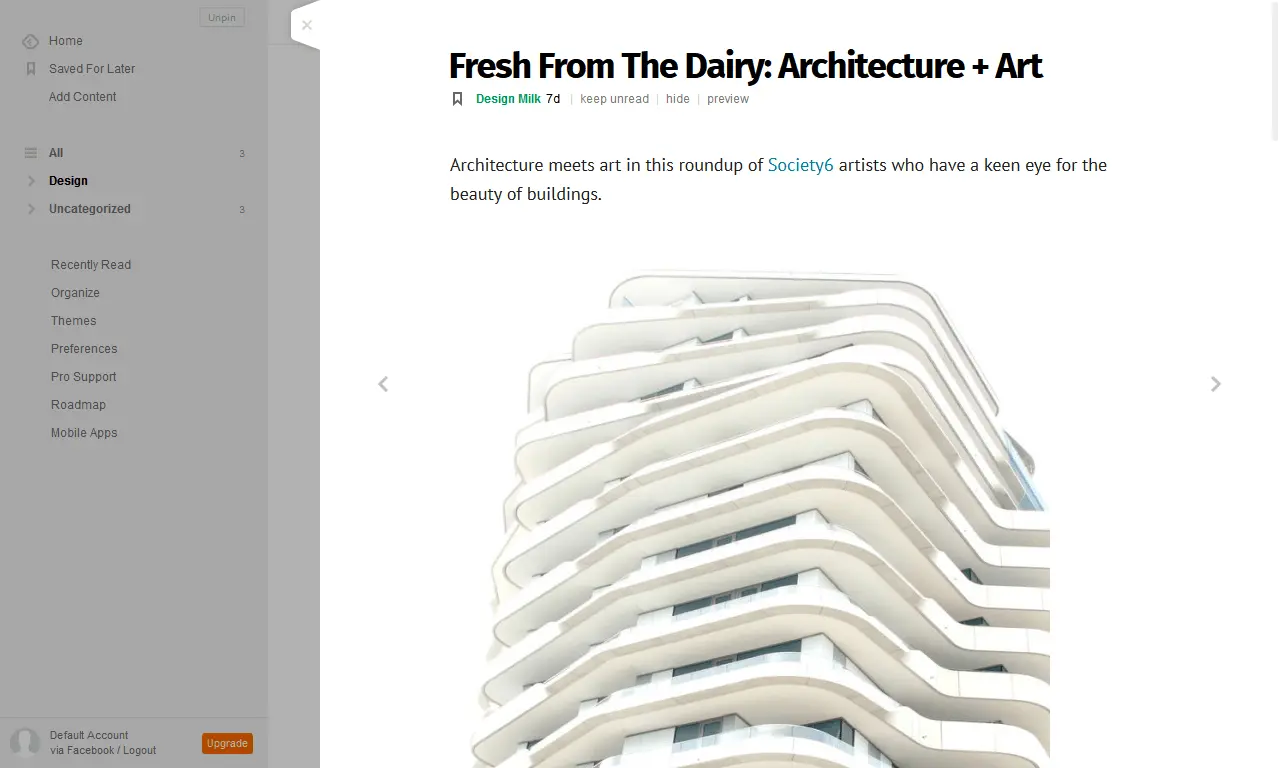 Unpin
Home
Saved For Later
Add Content
All 3
Design
Uncategorized 3
Recently Read
Organize
Themes
Preferences
Pro Support
Roadmap
Mobile Apps
Default Account
via Facebook / Logout
Upgrade
Fresh From The Dairy: Architecture + Art
Design Milk 7d | keep unread | hide | preview
Architecture meets art in this roundup of Society6 artists who have a keen eye for the
beauty of buildings.